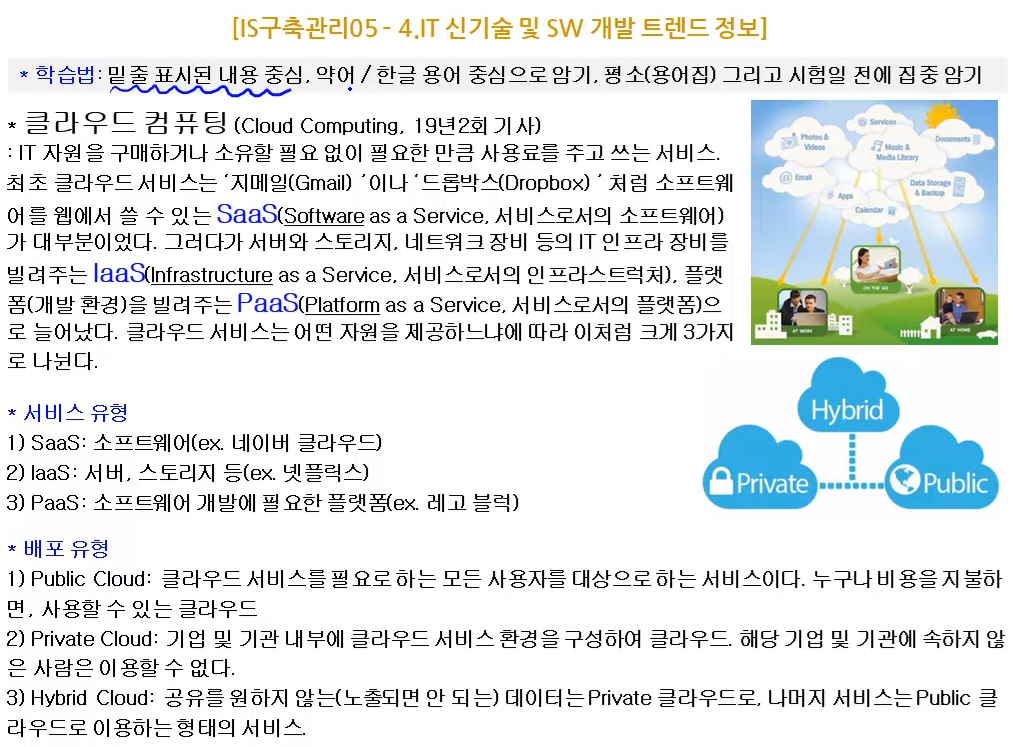 [IS구축관리05 - 4.IT 신기술 및 SW 개발 트렌드 정보]
* 학습법: 밑줄 표시된 내용 중심, 약어 / 한글 용어 중심으로 암기, 평소(용어집) 그리고 시험일 전에 집중 암기
* 클라우드 컴퓨팅 (Cloud Computing, 19년2회 기사)
: IT 자원을 구매하거나 소유할 필요 없이 필요한 만큼 사용료를 주고 쓰는 서비스.
최초 클라우드 서비스는 ‘지메일(Gmail) ’이나 ‘드롭박스(Dropbox) ’ 처럼 소프트웨
어를 웹에서 쓸 수 있는 SaaS(Software as a Service, 서비스로서의 소프트웨어)
가 대부분이었다. 그러다가 서버와 스토리지, 네트워크 장비 등의 IT 인프라 장비를
빌려주는 IaaS(Infrastructure as a Service, 서비스로서의 인프라스트럭쳐), 플랫
폼(개발 환경)을 빌려주는 PaaS(Platform as a Service, 서비스로서의 플랫폼)으
로 늘어났다. 클라우드 서비스는 어떤 자원을 제공하느냐에 따라 이처럼 크게 3가지
로 나뉜다.
Services
Photos & Videos
Music & Media Library
Documents
Email
Apps
Data Storage & Backup
Calendar
ON THE GO
AT WORK
AT HOME
* 서비스 유형
1) SaaS: 소프트웨어(ex. 네이버 클라우드)
2) IaaS: 서버, 스토리지 등(ex. 넷플릭스)
3) PaaS: 소프트웨어 개발에 필요한 플랫폼(ex. 레고 블럭)
Hybrid
Private
Public
* 배포 유형
1) Public Cloud: 클라우드 서비스를 필요로 하는 모든 사용자를 대상으로 하는 서비스이다. 누구나 비용을 지불하
면, 사용할 수 있는 클라우드
2) Private Cloud: 기업 및 기관 내부에 클라우드 서비스 환경을 구성하여 클라우드. 해당 기업 및 기관에 속하지 않
은 사람은 이용할 수 없다.
3) Hybrid Cloud: 공유를 원하지 않는(노출되면 안 되는) 데이터는 Private 클라우드로, 나머지 서비스는 Public 클
라우드로 이용하는 형태의 서비스.